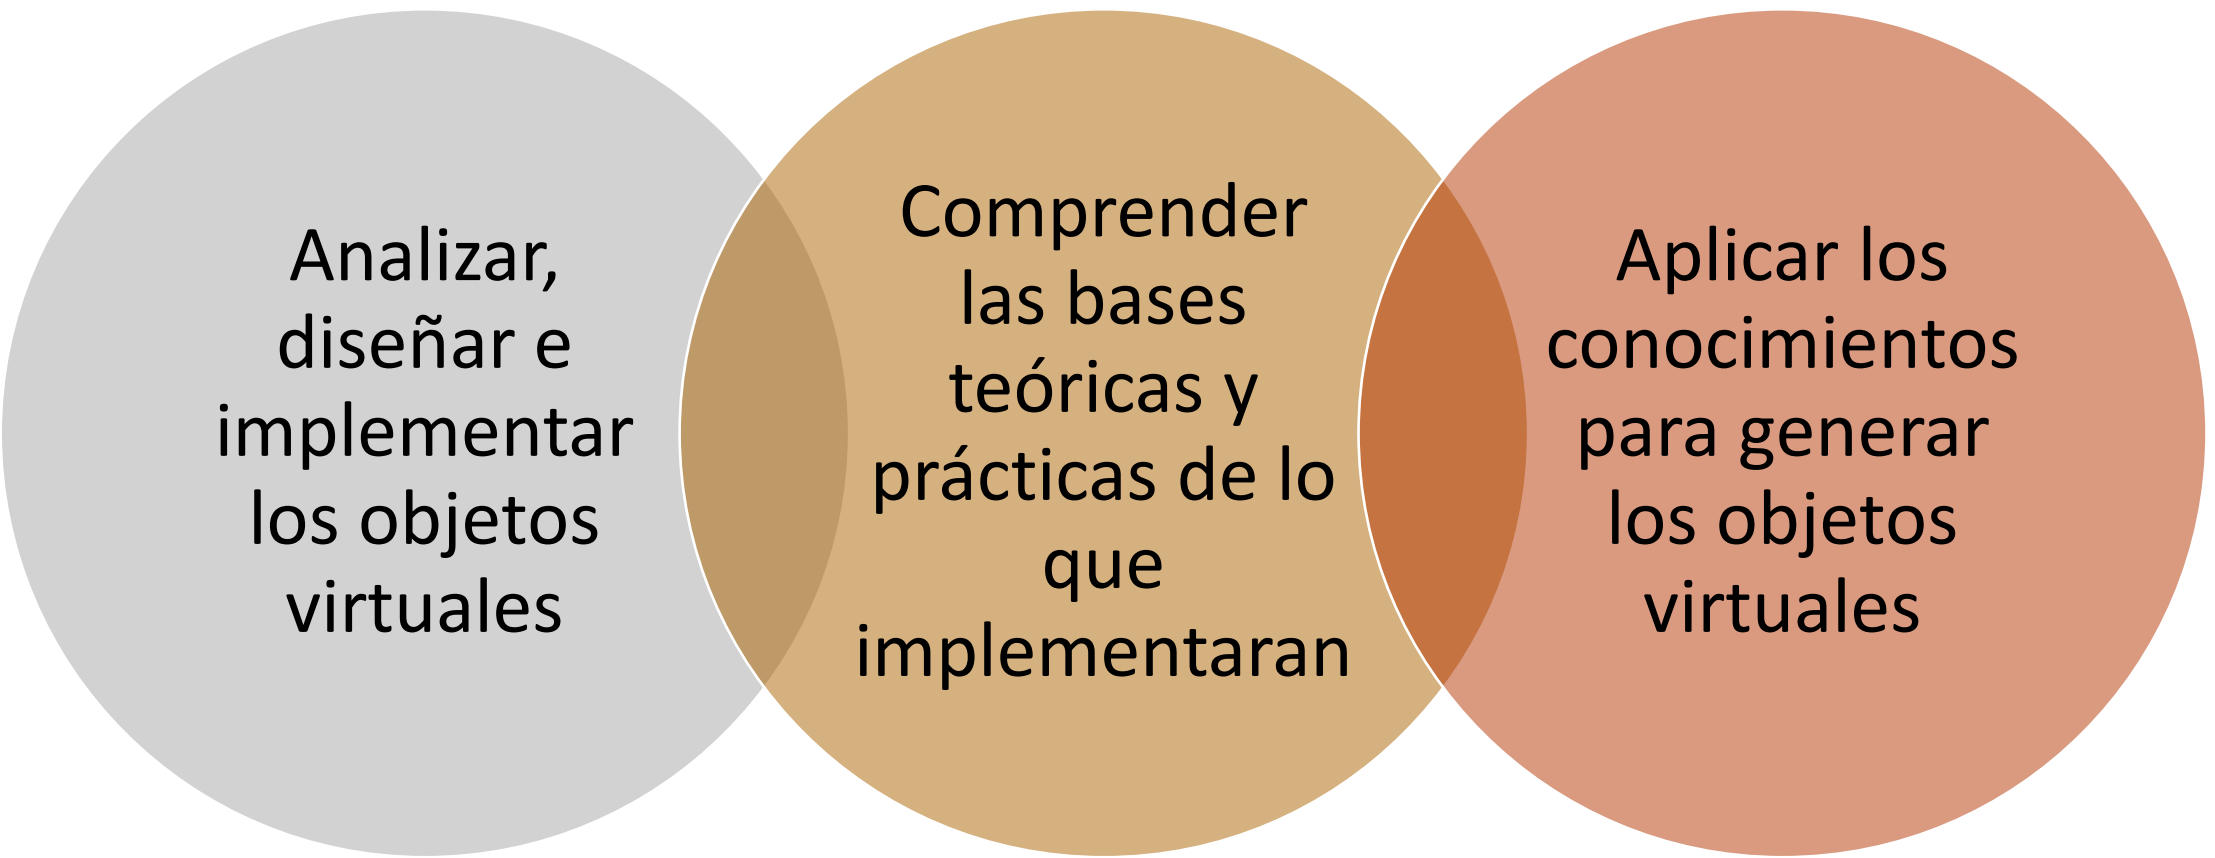 Analizar,
diseñar e
implementar
los objetos
virtuales
Comprender
las bases
teóricas y
prácticas de lo
que
implementaran
Aplicar los
conocimientos
para generar
los objetos
virtuales